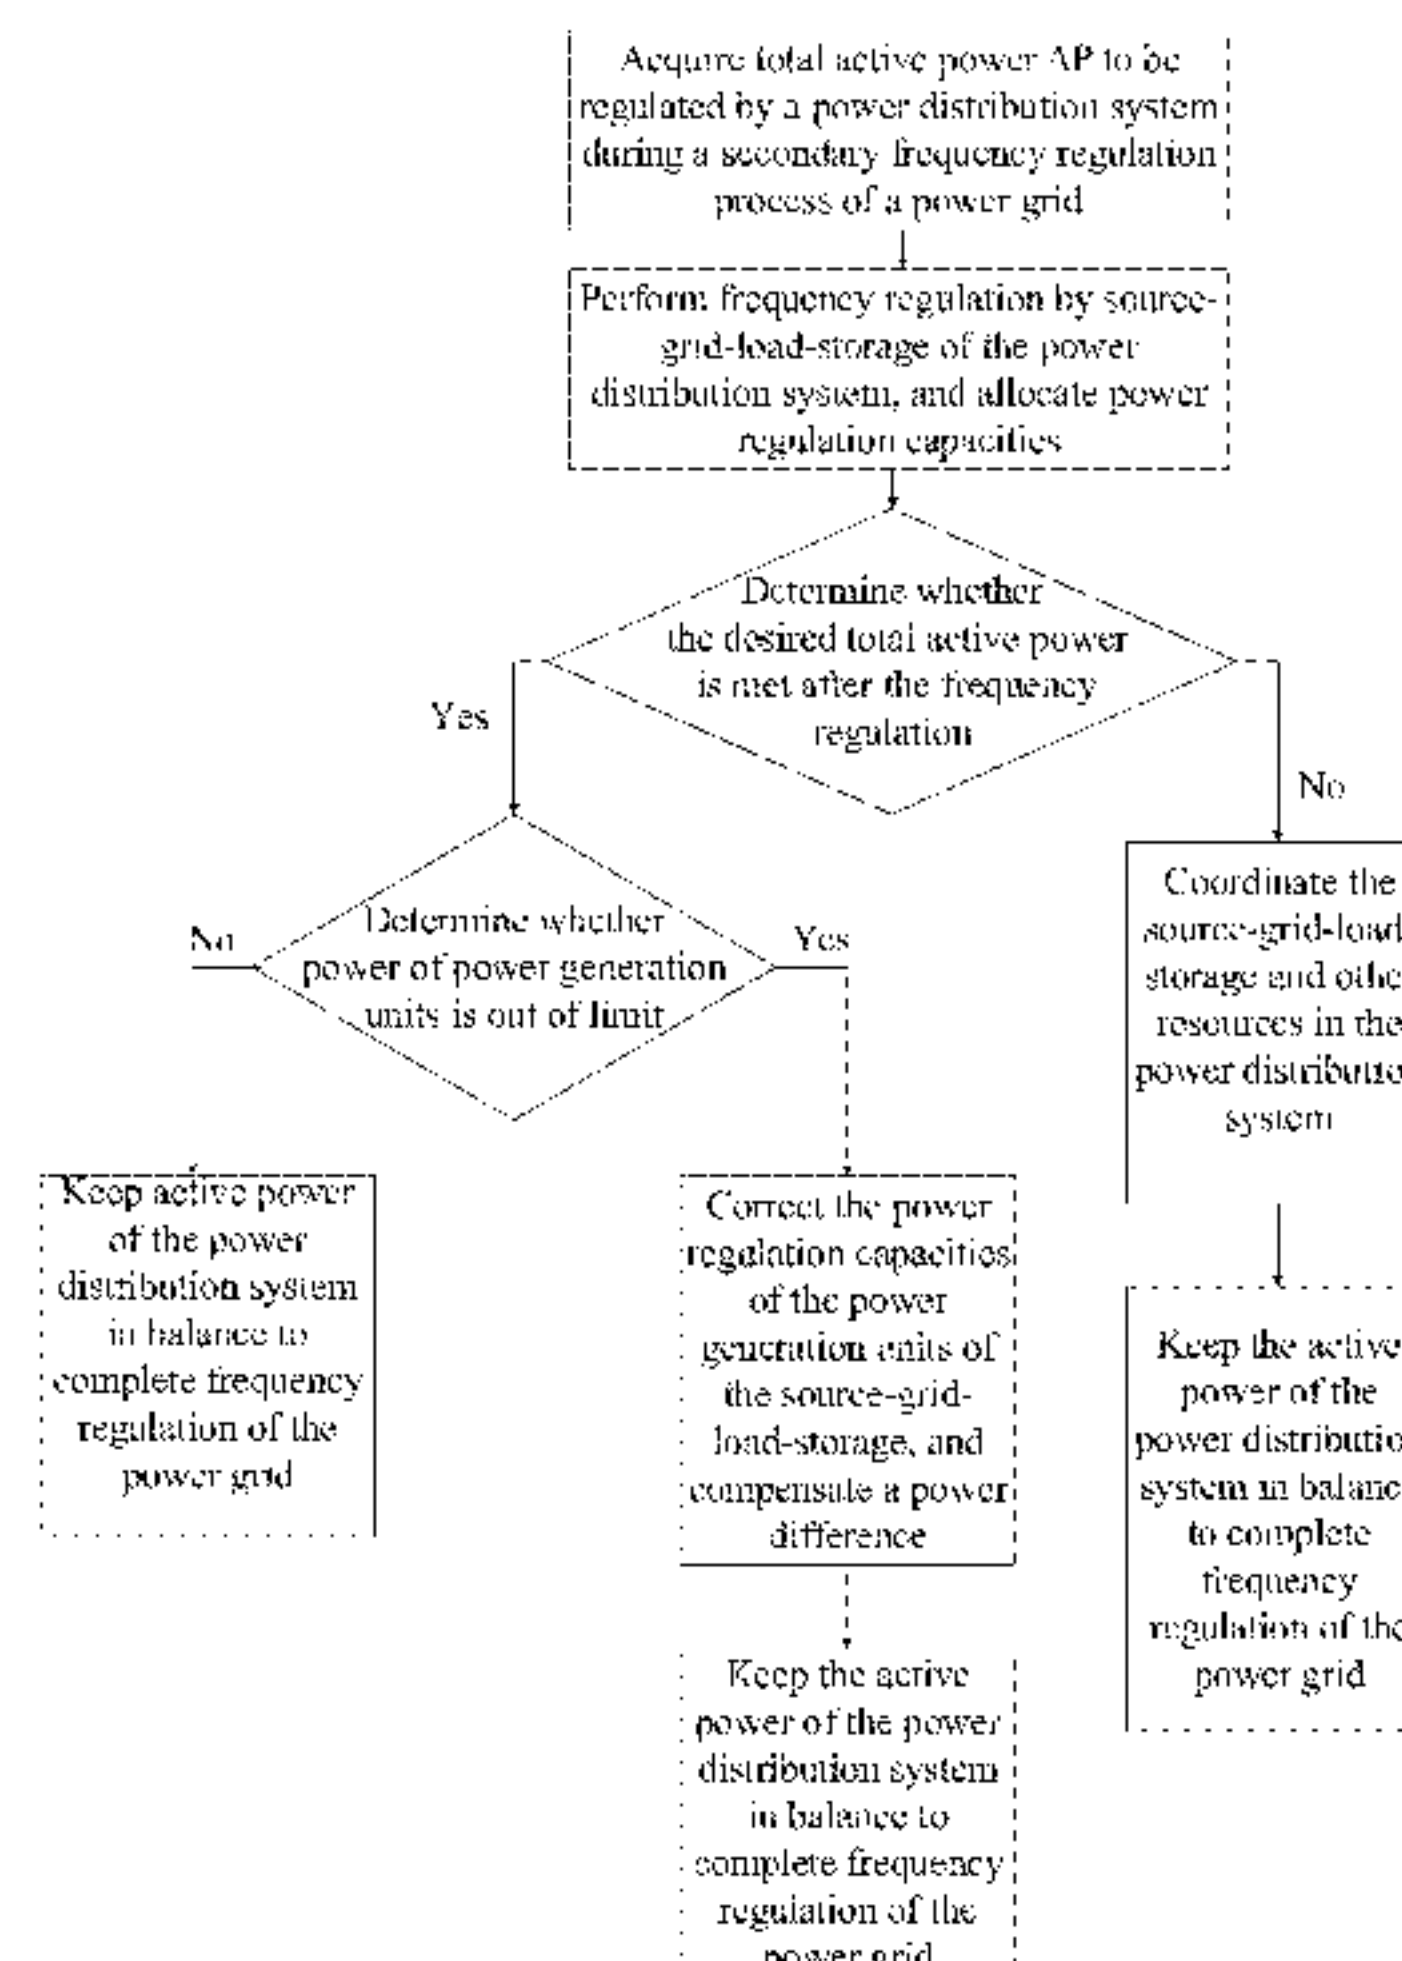 Acquire total active power ΔP to be
regulated by a power distribution system
during a secondary frequency regulation
process of a power grid
Perform frequency regulation by source-
grid-load-storage of the power
distribution system, and allocate power
regulation capacities
Determine whether
the desired total active power
is met after the frequency
regulation
Yes
No
Determine whether
power of power generation
units is out of limit
No
Yes
Coordinate the
source-grid-load
storage and othe
resources in the
power distributio
system
Keep active power
of the power
distribution system
in balance to
complete frequency
regulation of the
power grid
Correct the power
regulation capacities
of the power
generation units of
the source-grid-
load-storage, and
compensate a power
difference
Keep the active
power of the
power distributio
system in balanc
to complete
frequency
regulation of the
power grid
Keep the active
power of the power
distribution system
in balance to
complete frequency
regulation of the
power grid